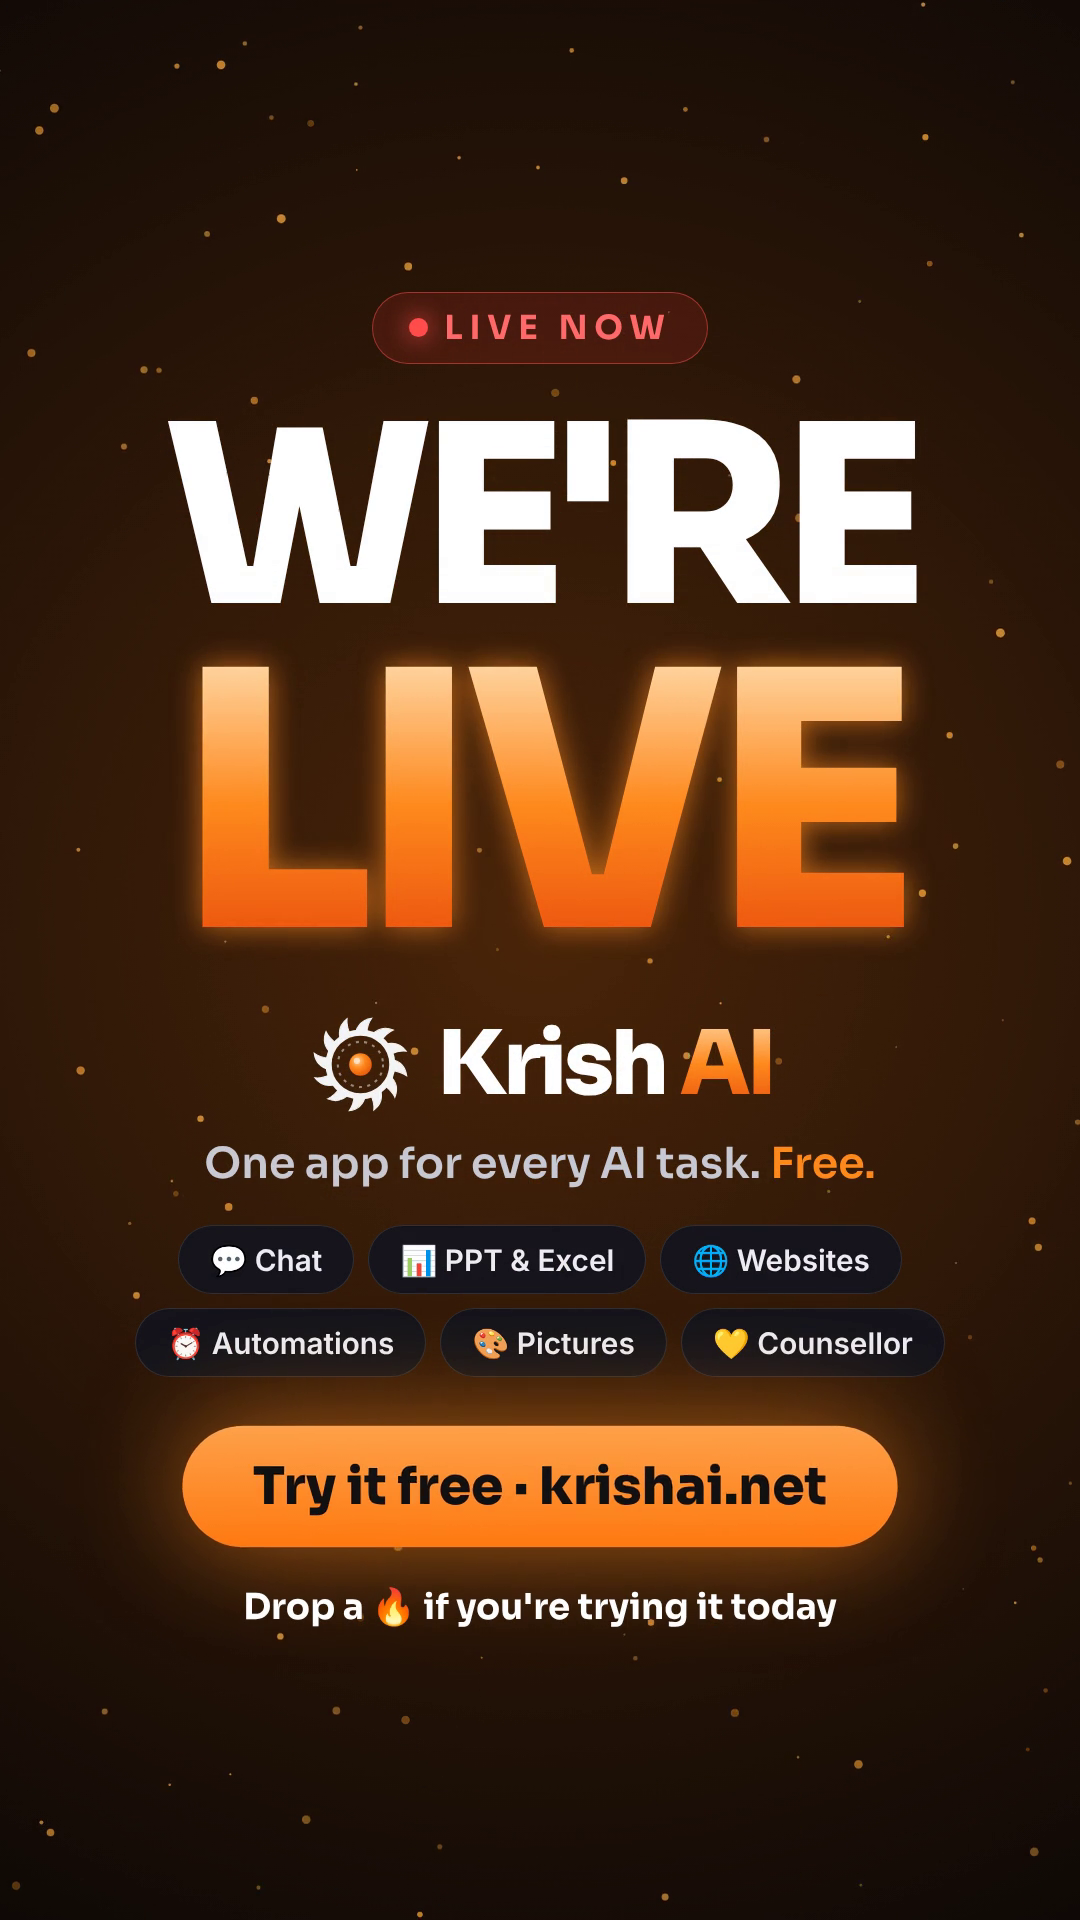 LIVE NOW
WE'RE
LIVE
Krish AI
One app for every AI task. Free.
💬 Chat 📊 PPT & Excel 🌐 Websites
⏰ Automations 🎨 Pictures 💛 Counsellor
Try it free · krishai.net
Drop a 🔥 if you're trying it today